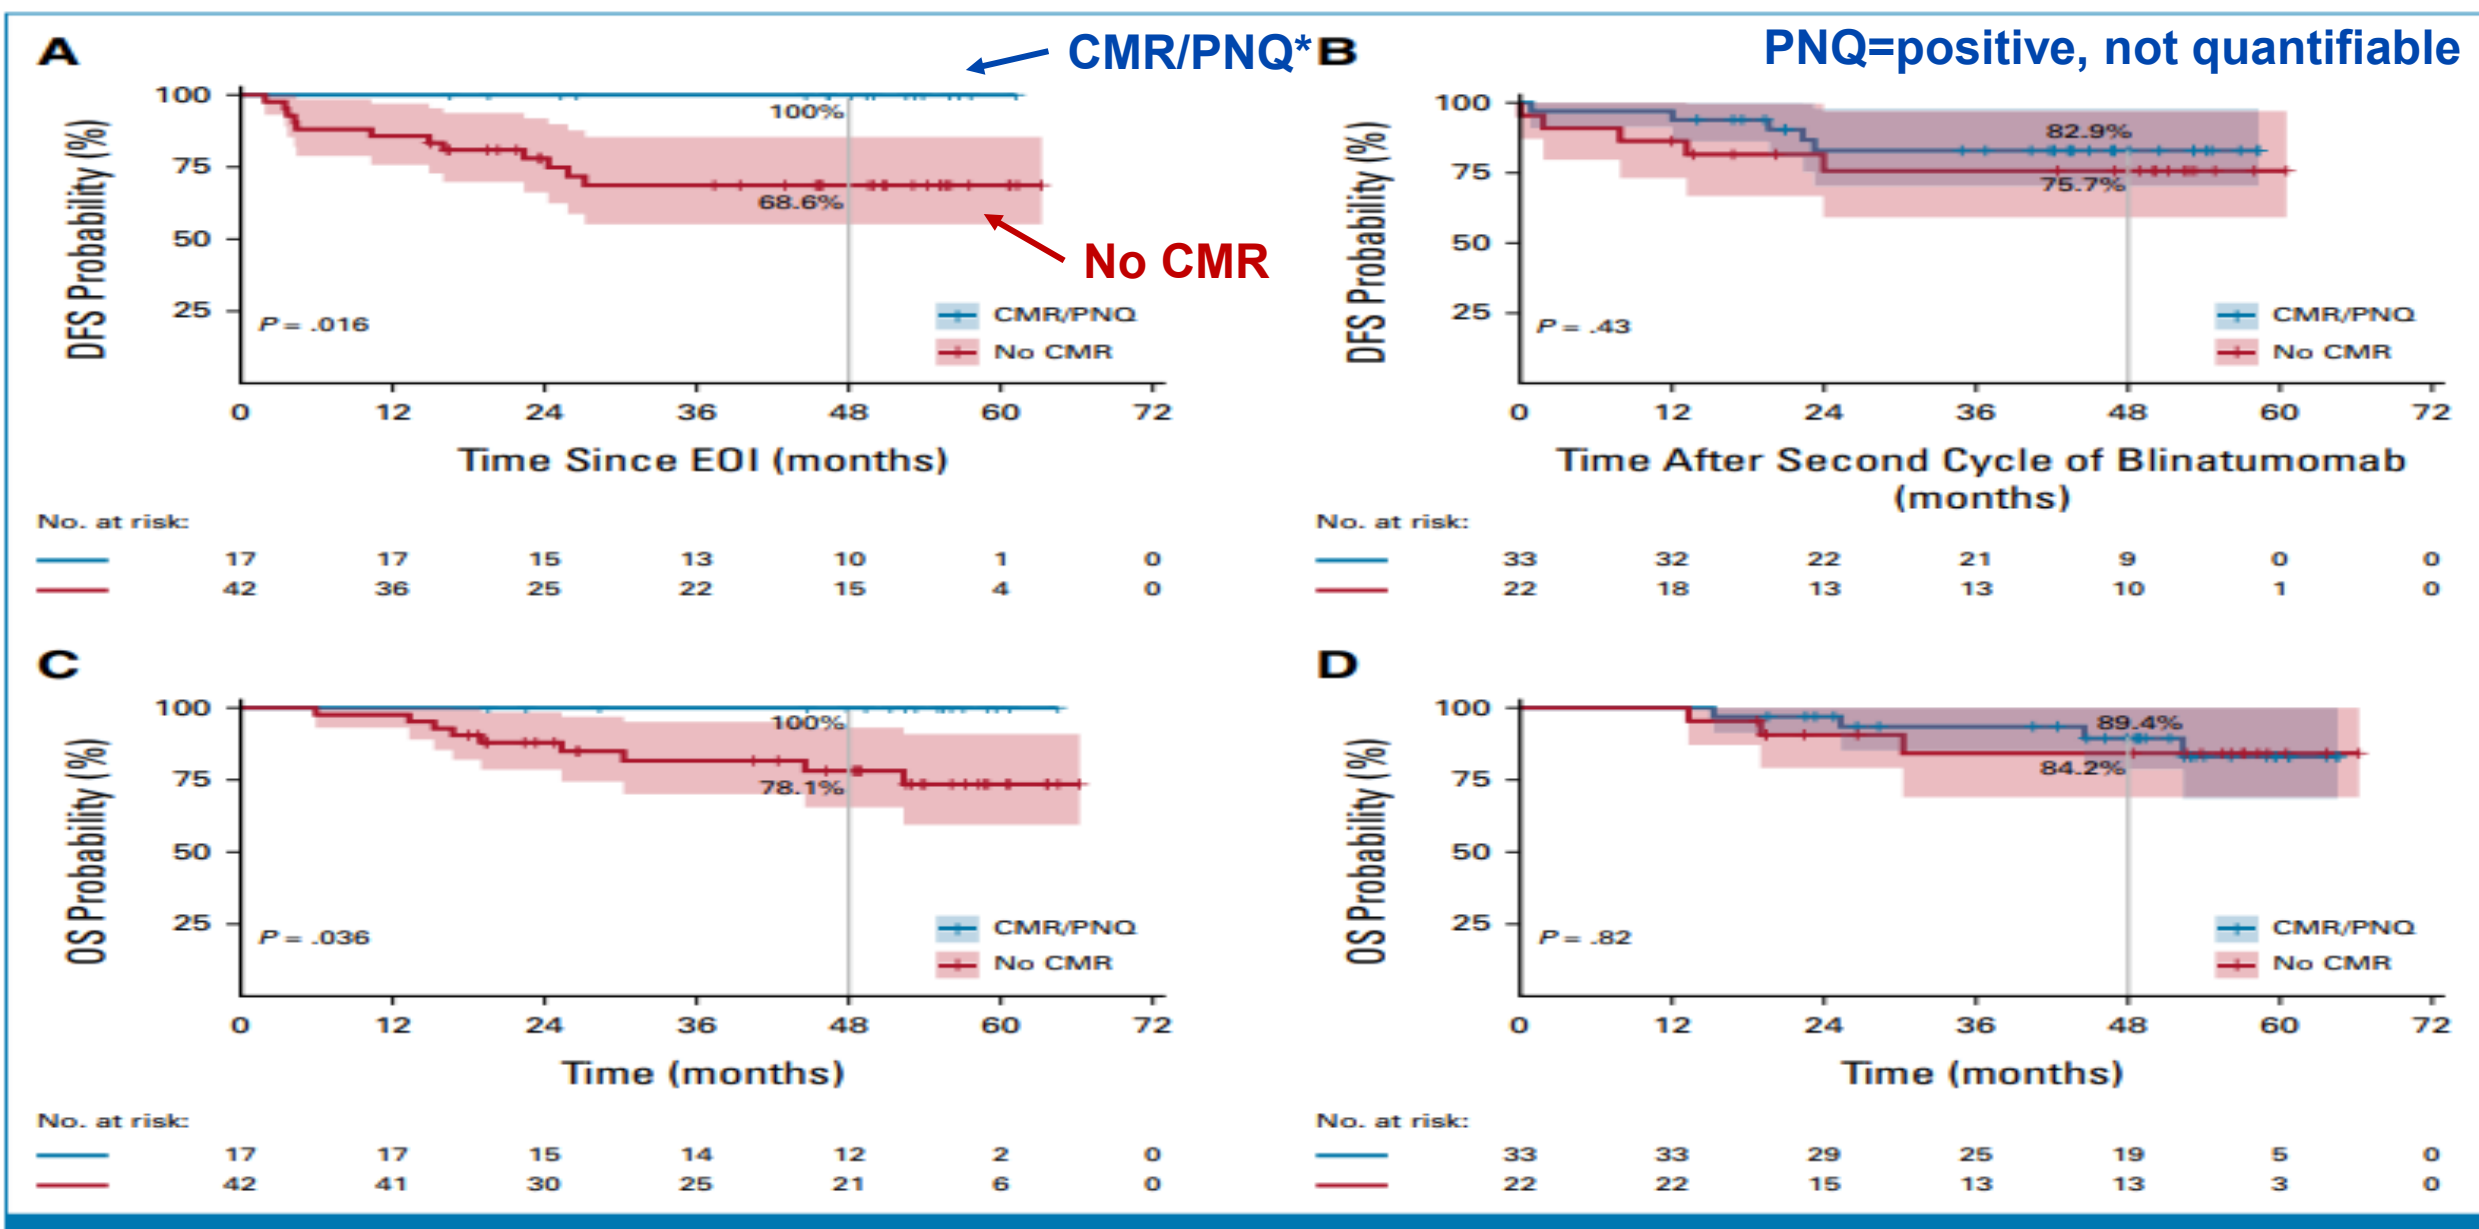 A
CMR/PNQ*
100
75
50
25
DFS Probability (%)
100%
68.6%
No CMR
P = .016
CMR/PNQ
No CMR
0 12 24 36 48 60 72
Time Since EOI (months)
No. at risk:
17 17 15 13 10 1 0
42 36 25 22 15 4 0
B
PNQ=positive, not quantifiable
100
75
50
25
DFS Probability (%)
82.9%
75.7%
P = .43
CMR/PNQ
No CMR
0 12 24 36 48 60 72
Time After Second Cycle of Blinatumomab
(months)
No. at risk:
33 32 22 21 9 0 0
22 18 13 13 10 1 0
C
100
75
50
25
OS Probability (%)
100%
78.1%
P = .036
CMR/PNQ
No CMR
0 12 24 36 48 60 72
Time (months)
No. at risk:
17 17 15 14 12 2 0
42 41 30 25 21 6 0
D
100
75
50
25
OS Probability (%)
89.4%
84.2%
P = .82
CMR/PNQ
No CMR
0 12 24 36 48 60 72
Time (months)
No. at risk:
33 33 29 25 19 5 0
22 22 15 13 13 3 0